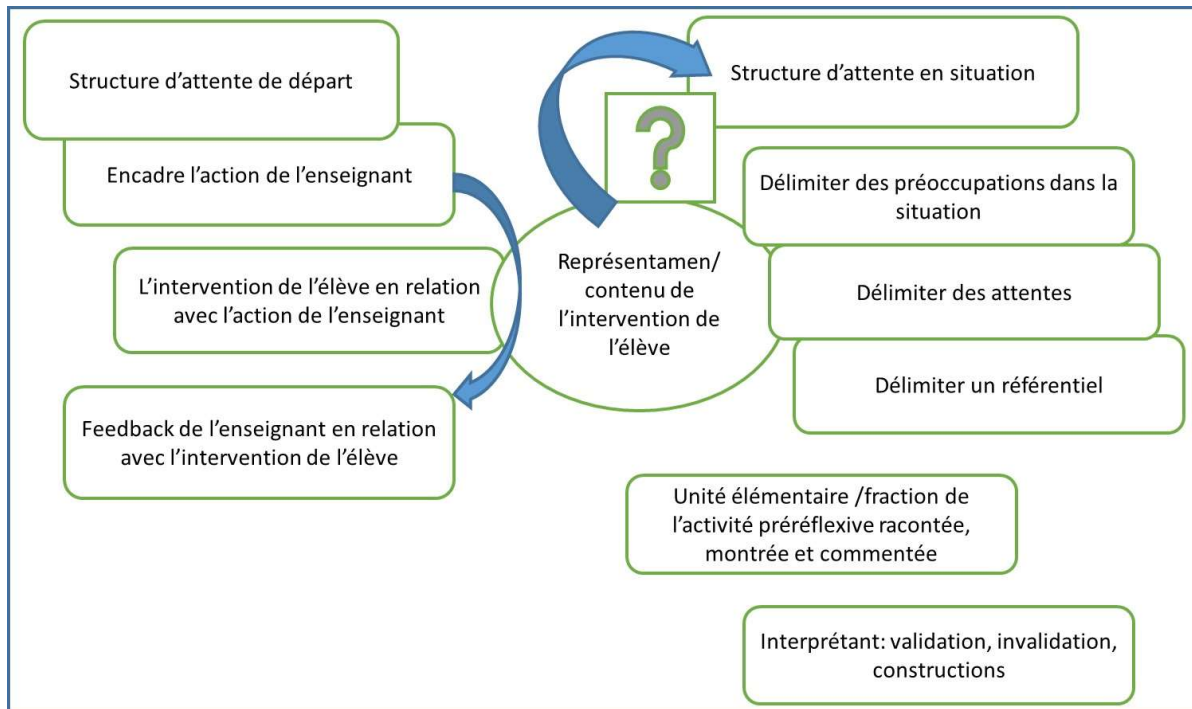 Structure d'attente de départ
Encadre l'action de l'enseignant
L'intervention de l'élève en relation
avec l'action de l'enseignant
Feedback de l'enseignant en relation
avec l'intervention de l'élève
?
Représentamen/
contenu de
l'intervention de
l'élève
Structure d'attente en situation
Délimiter des préoccupations dans la
situation
Délimiter des attentes
Délimiter un référentiel
Unité élémentaire /fraction de
l'activité préréflexive racontée,
montrée et commentée
Interprétant: validation, invalidation,
constructions